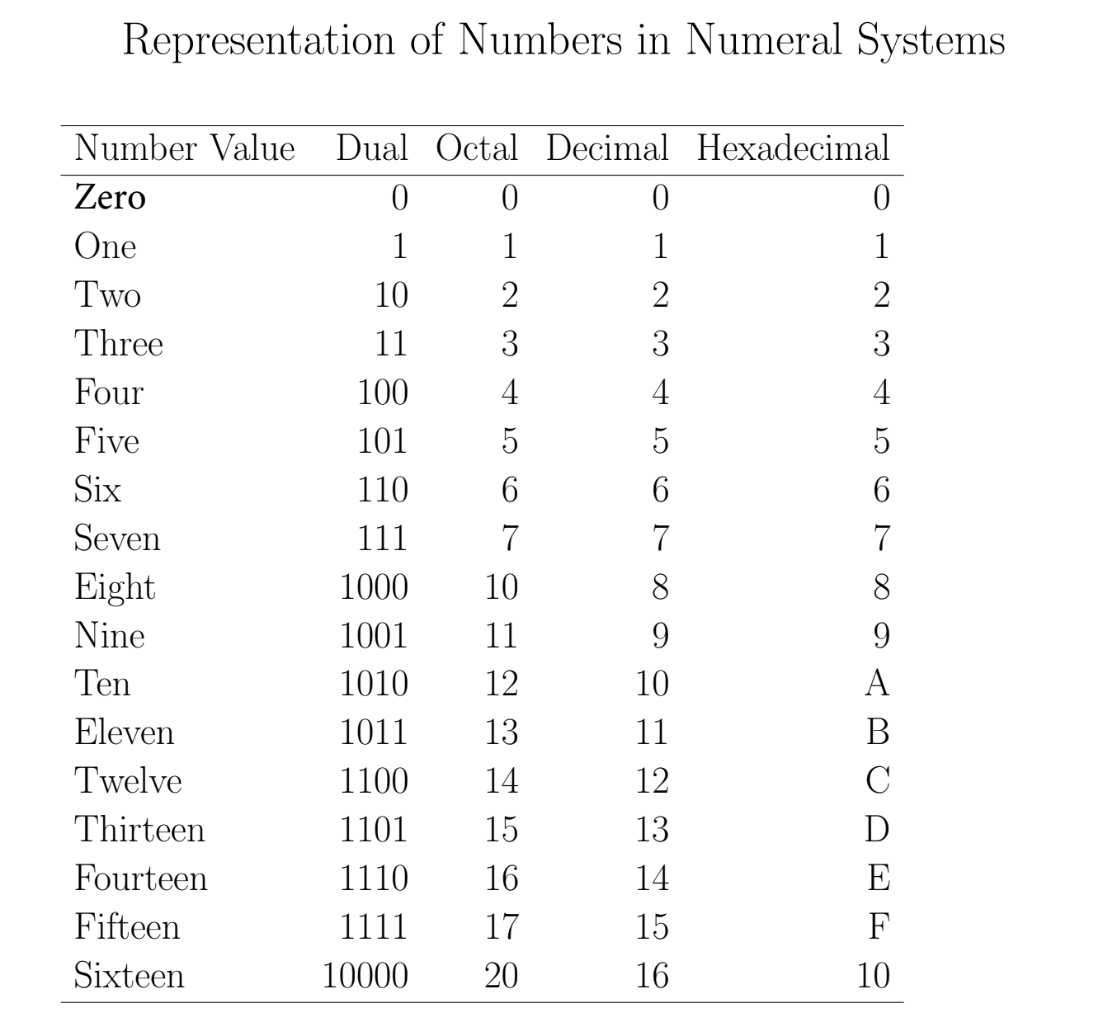 Representation of Numbers in Numeral Systems
Number Value Dual Octal Decimal Hexadecimal
Zero 0 0 0 0
One 1 1 1 1
Two 10 2 2 2
Three 11 3 3 3
Four 100 4 4 4
Five 101 5 5 5
Six 110 6 6 6
Seven 111 7 7 7
Eight 1000 10 8 8
Nine 1001 11 9 9
Ten 1010 12 10 A
Eleven 1011 13 11 B
Twelve 1100 14 12 C
Thirteen 1101 15 13 D
Fourteen 1110 16 14 E
Fifteen 1111 17 15 F
Sixteen 10000 20 16 10